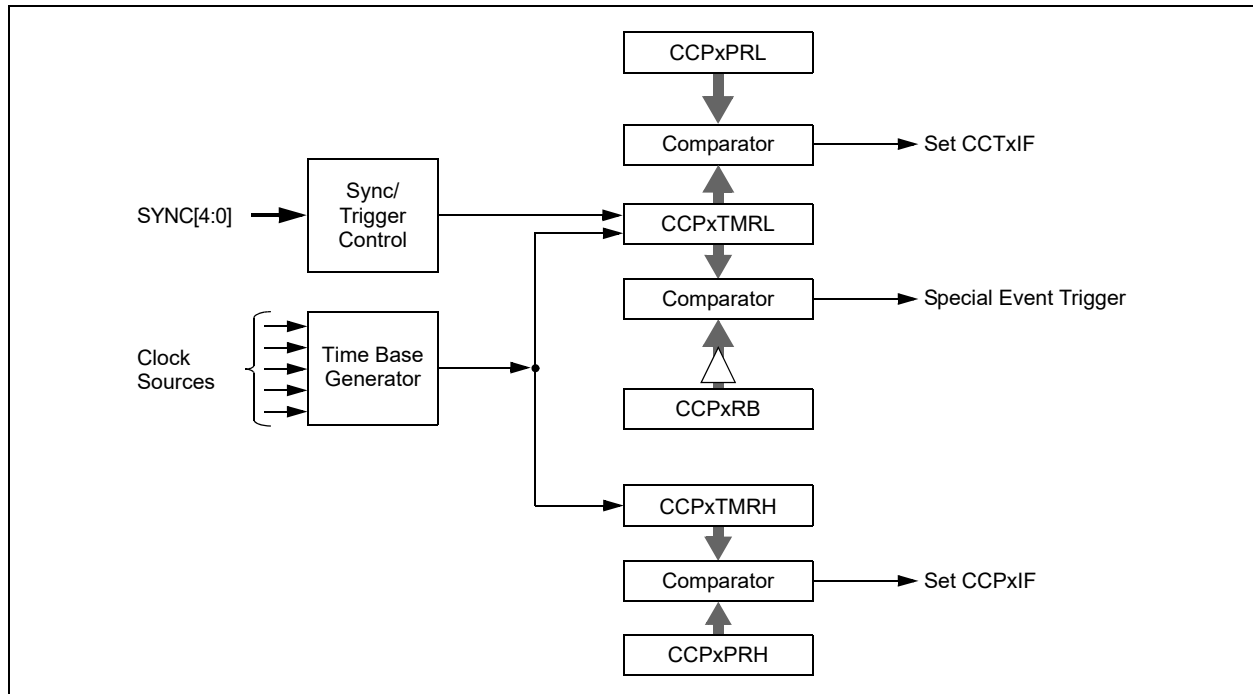 CCPxPRL
Comparator
Set CCTxIF
SYNC[4:0]
Sync/
Trigger
Control
CCPxTMRL
Comparator
Special Event Trigger
Clock
Sources
Time Base
Generator
CCPxRB
CCPxTMRH
Comparator
Set CCPxIF
CCPxPRH